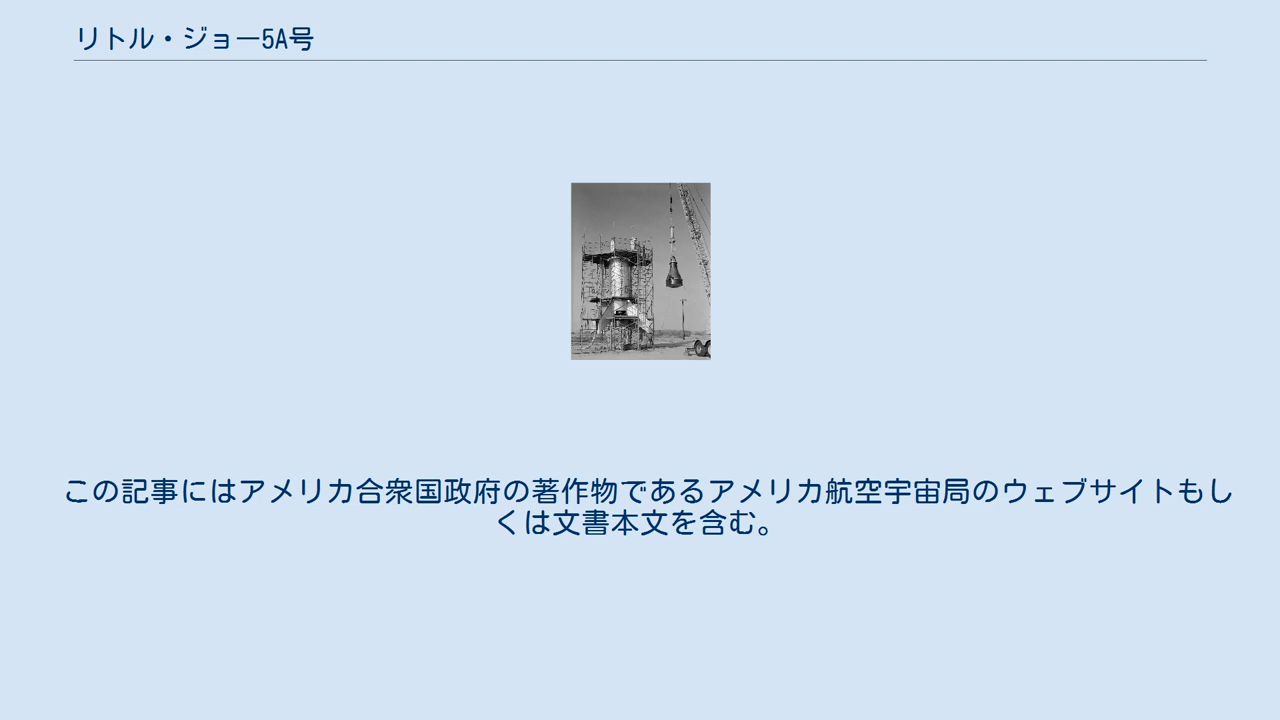 リトル・ジョー5A号
この記事にはアメリカ合衆国政府の著作物であるアメリカ航空宇宙局のウェブサイトもし
くは文書本文を含む。